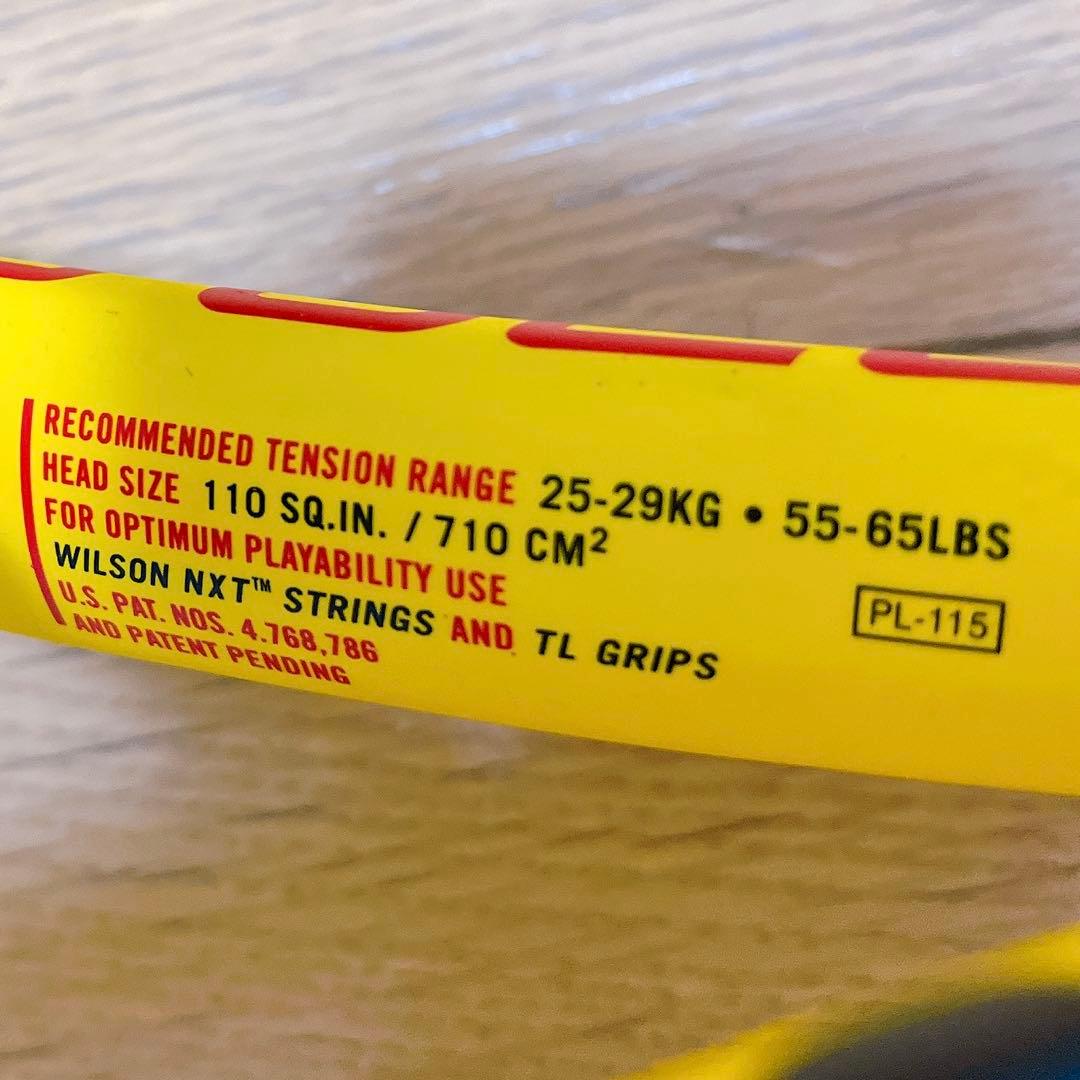 RECOMMENDED TENSION RANGE 25-29KG • 55-65LBS
HEAD SIZE 110 SQ.IN. / 710 CM²
FOR OPTIMUM PLAYABILITY USE
WILSON NXT™ STRINGS AND TL GRIPS
U.S. PAT. NOS. 4.768,786
AND PATENT PENDING
PL-115